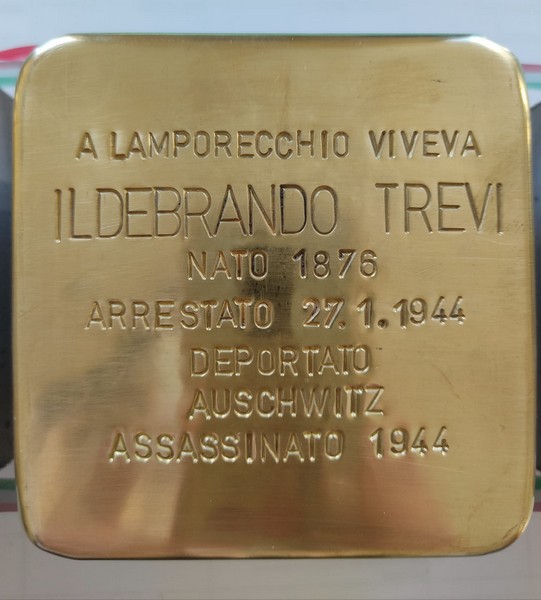 A LAMPORECCHIO VIVEVA
ILDEBRANDO TREVI
NATO 1876
ARRESTATO 27.1.1944
DEPORTATO
AUSCHWITZ
ASSASSINATO 1944